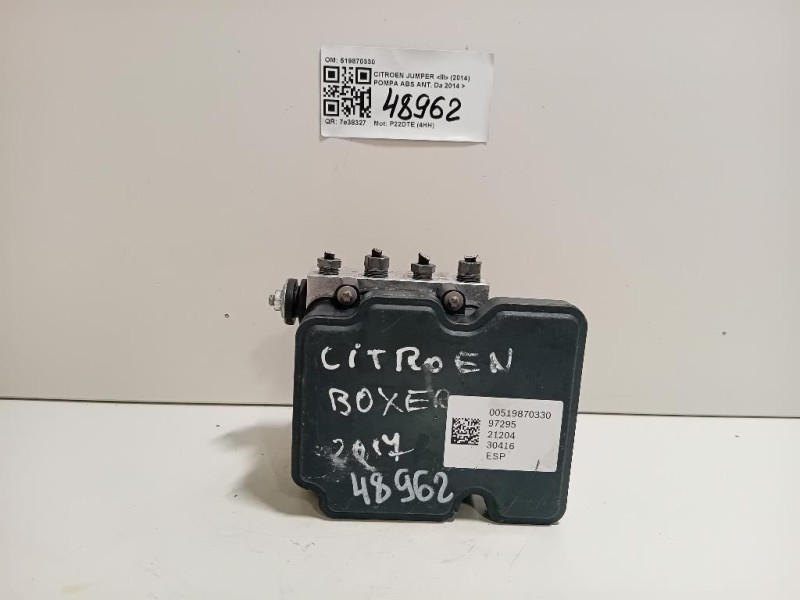 OM: 519870330
CITROEN JUMPER <III> (2014)
POMPA ABS ANT. Da 2014 >
48962
QR: 7e39327 Mot: P22DTE (4HH)
CITROEN
BOXER
2017
48962
00519870330
97295
21204
30416
ESP